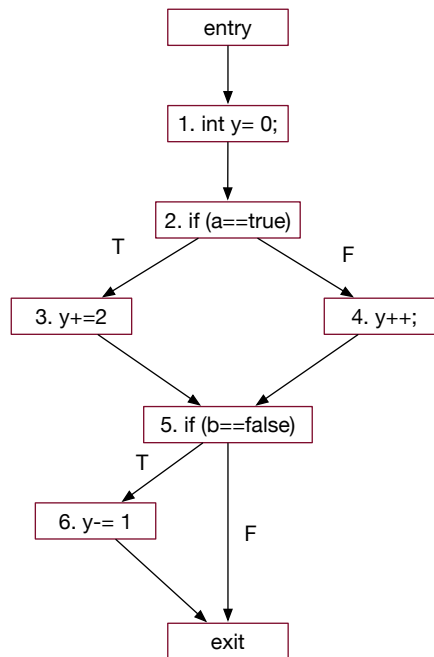 entry
1. int y= 0;
2. if (a==true)
T
F
3. y+=2
4. y++;
5. if (b==false)
T
6. y-= 1
F
exit